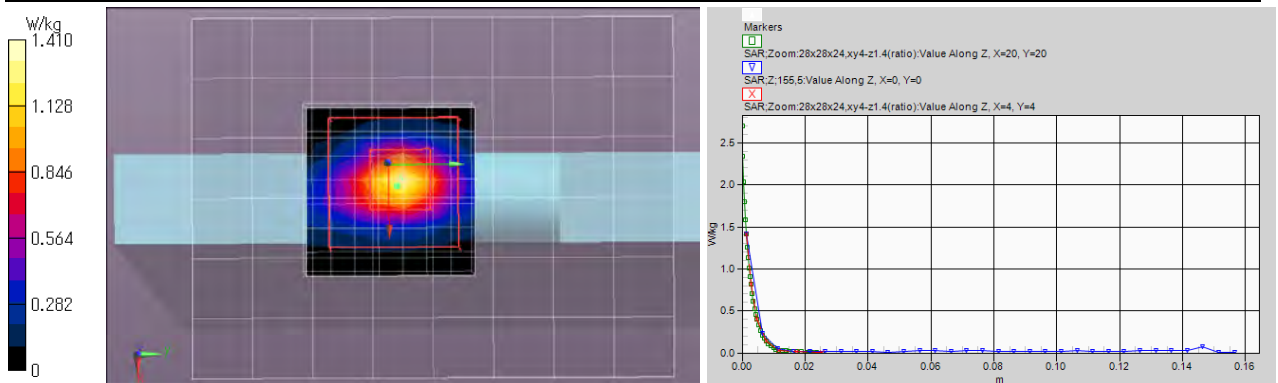 W/kg
1.410
1.128
0.846
0.564
0.282
0
Markers
SAR;Zoom:28x28x24,xy4-z1.4(ratio):Value Along Z, X=20, Y=20
SAR;Z;155,5:Value Along Z, X=0, Y=0
SAR;Zoom:28x28x24,xy4-z1.4(ratio):Value Along Z, X=4, Y=4
W/kg
2.5
2.0
1.5
1.0
0.5
0.0
0.00 0.02 0.04 0.06 0.08 0.10 0.12 0.14 0.16
m